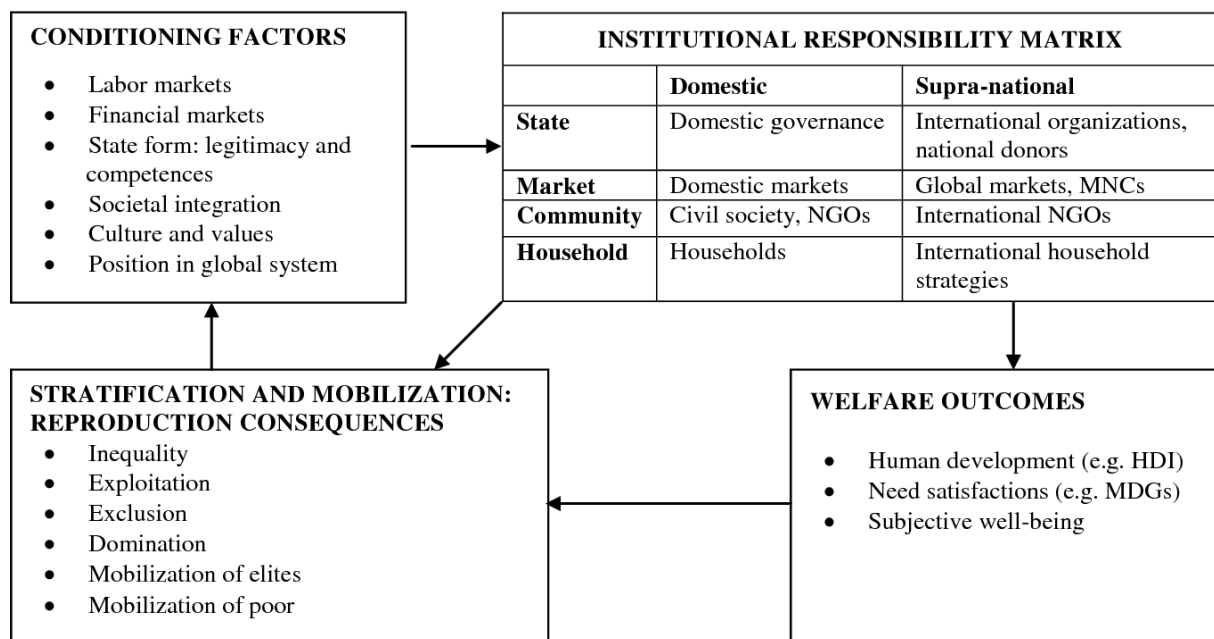 CONDITIONING FACTORS
• Labor markets
• Financial markets
• State form: legitimacy and
competences
• Societal integration
• Culture and values
• Position in global system
INSTITUTIONAL RESPONSIBILITY MATRIX
Domestic Supra-national
State Domestic governance International organizations,
national donors
Market Domestic markets Global markets, MNCs
Community Civil society, NGOs International NGOs
Household Households International household
strategies
STRATIFICATION AND MOBILIZATION:
REPRODUCTION CONSEQUENCES
• Inequality
• Exploitation
• Exclusion
• Domination
• Mobilization of elites
• Mobilization of poor
WELFARE OUTCOMES
• Human development (e.g. HDI)
• Need satisfactions (e.g. MDGs)
• Subjective well-being